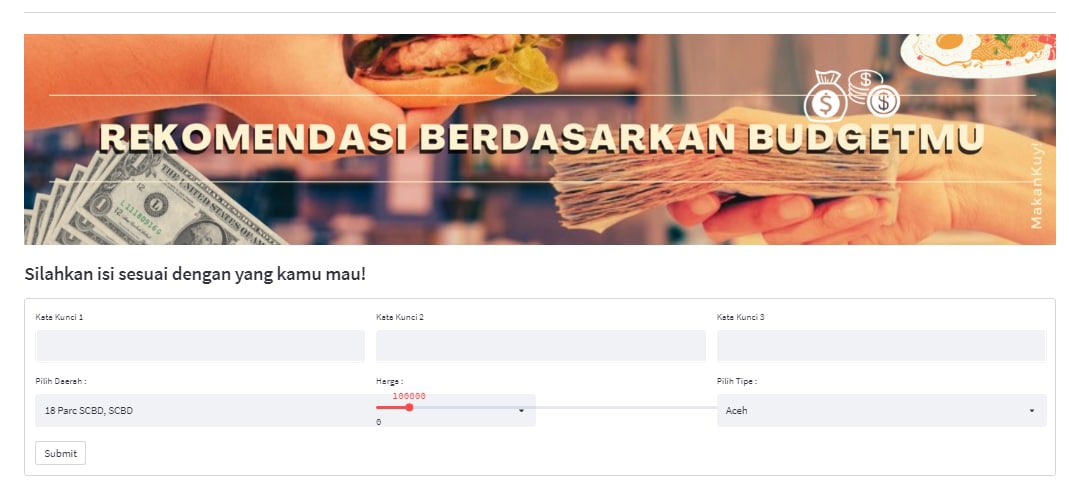 REKOMENDASI BERDASARKAN BUDGETMU
MakanKuy!
Silahkan isi sesuai dengan yang kamu mau!
Kata Kunci 1
Kata Kunci 2
Kata Kunci 3
Pilih Daerah :
Harga :
Pilih Tipe :
100000
18 Parc SCBD, SCBD
Aceh
0
Submit